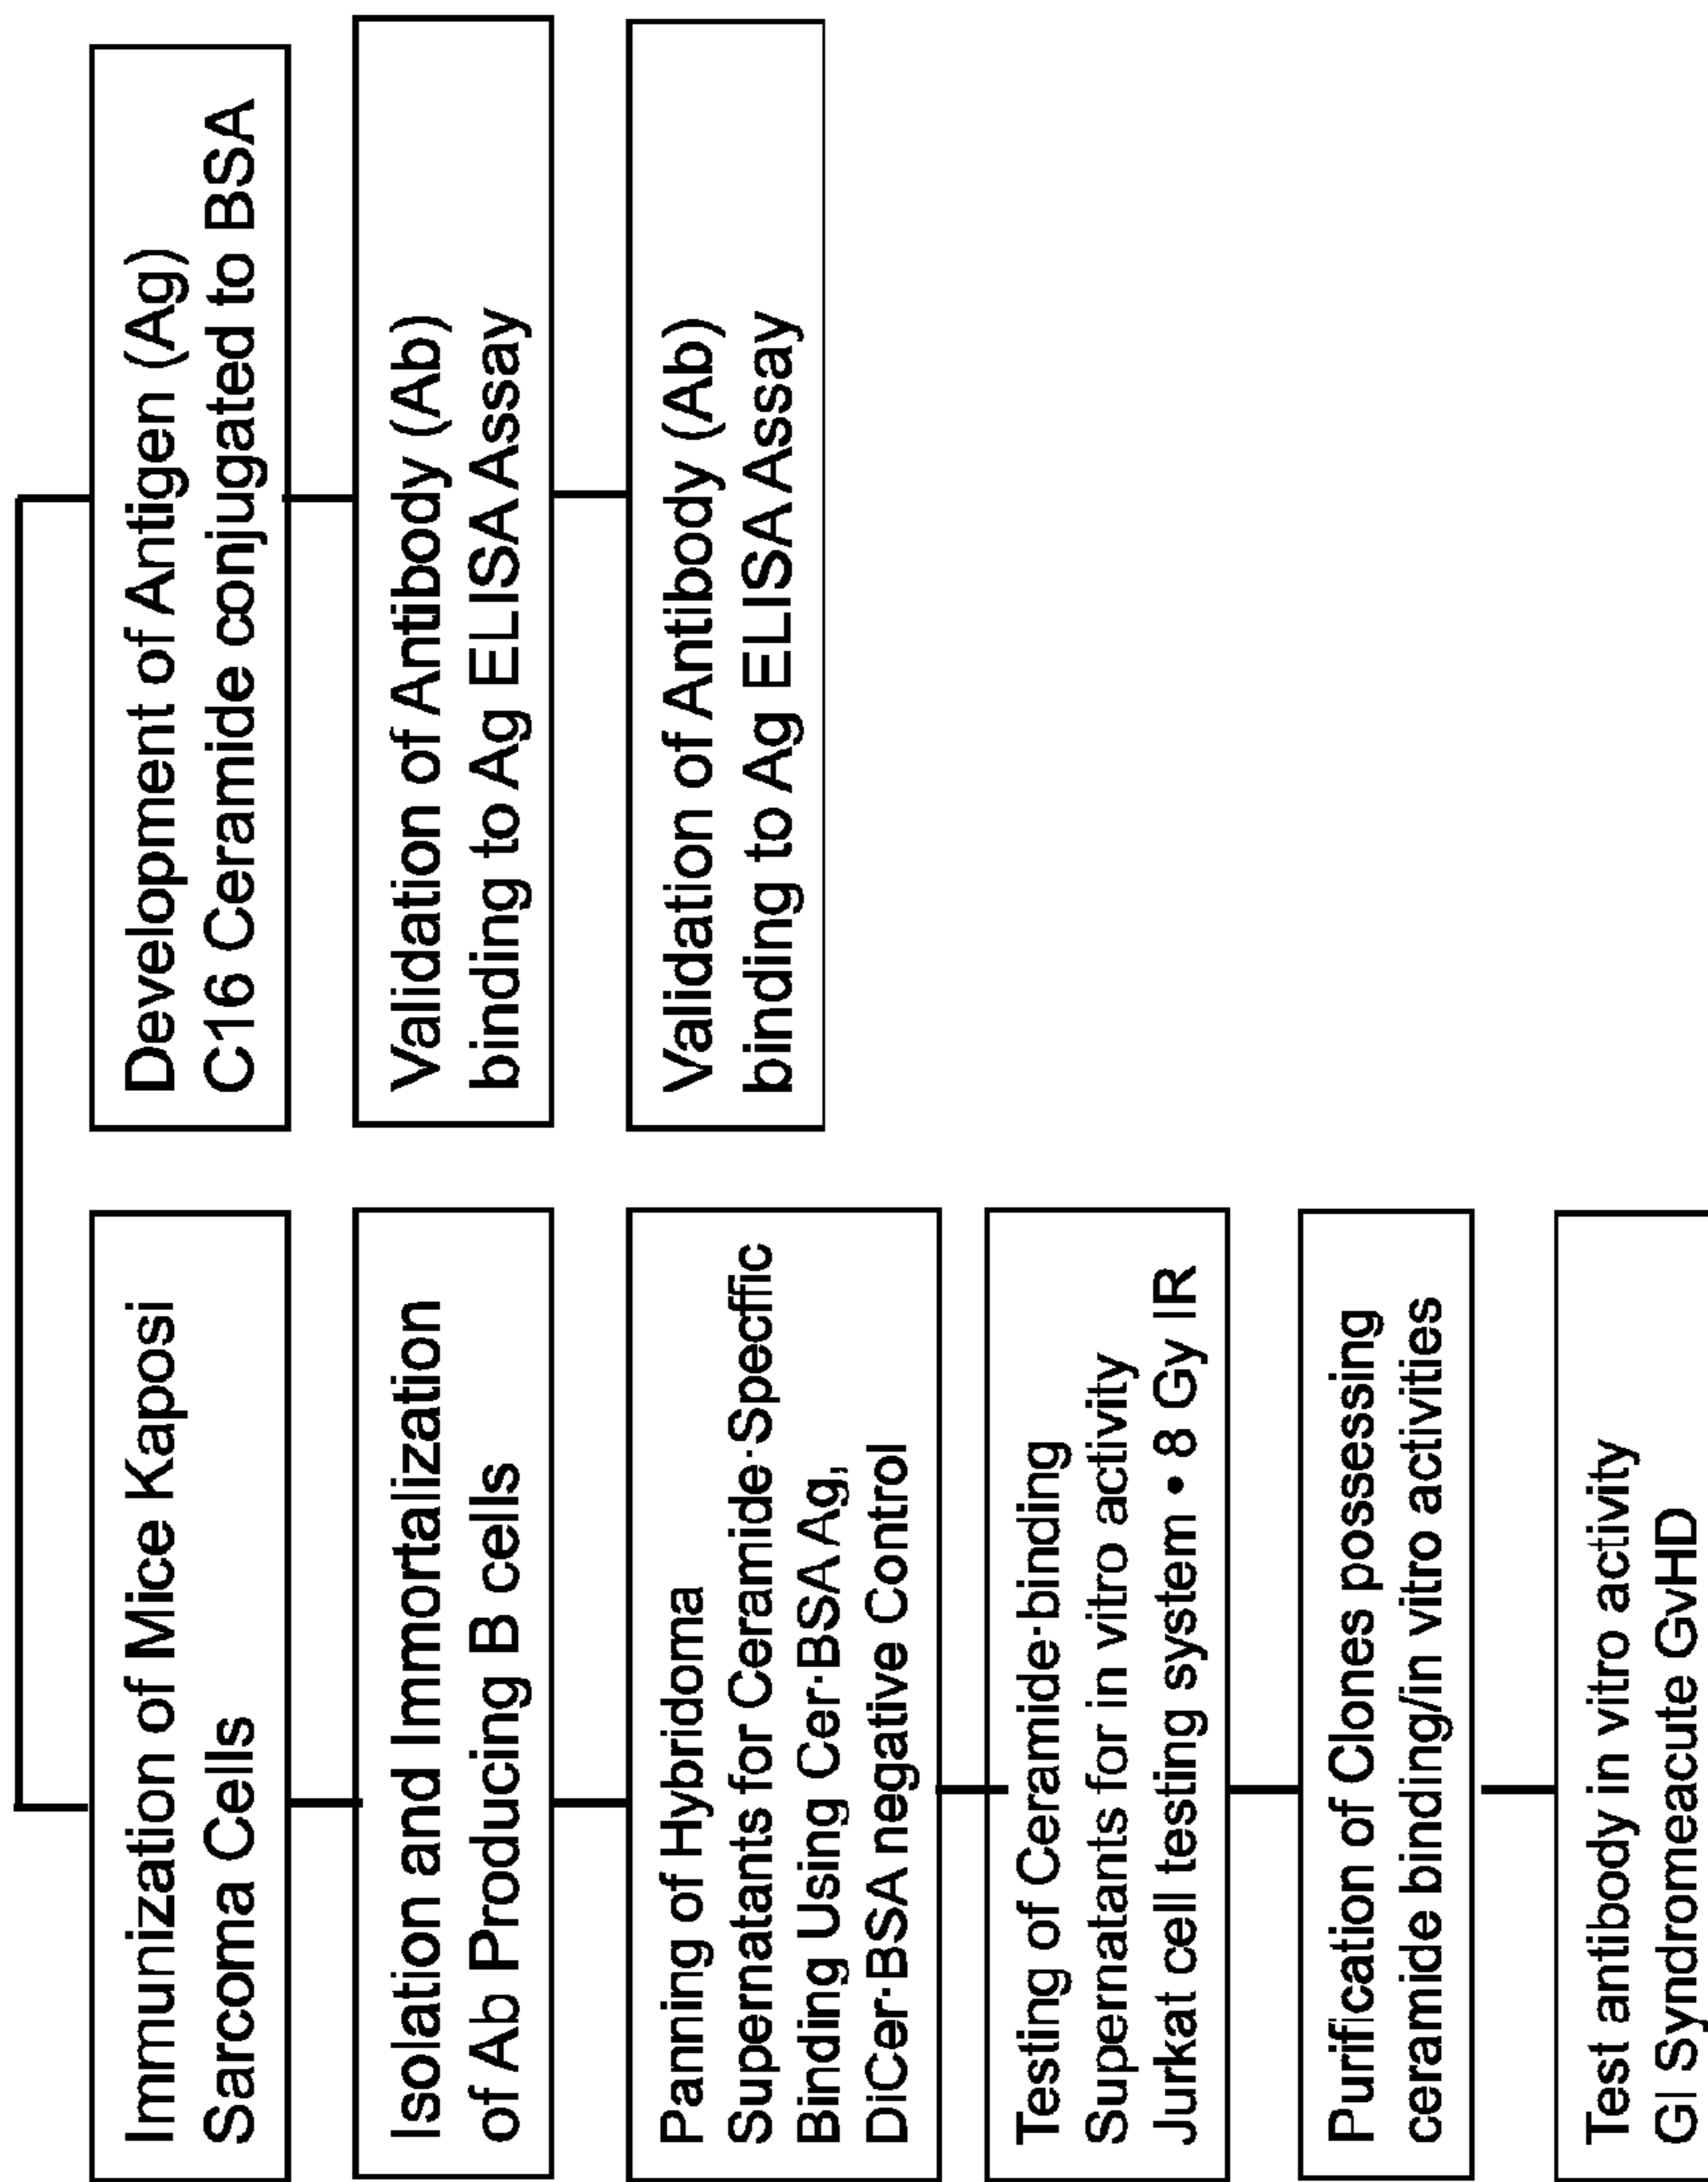 Immunization of Mice Kaposi
Sarcoma Cells
Isolation and Immortalization
of Ab Producing B cells
Panning of Hybridoma
Supernatants for Ceramide-Specffic
Binding Using Cer-BSA Ag,
DiCer-BSA negative Control
Testing of Ceramide-binding
Supernatants for in vitro activity
Jurkat cell testing system • 8 Gy IR
Purification of Clones possessing
ceramide binding/in vitro activities
Test antibody in vitro activity
GI Syndromeacute GvHD
Development of Antigen (Ag)
C16 Ceramide conjugated to BSA
Validation of Antibody (Ab)
binding to Ag ELISA Assay
Validation of Antibody (Ab)
binding to Ag ELISA Assay